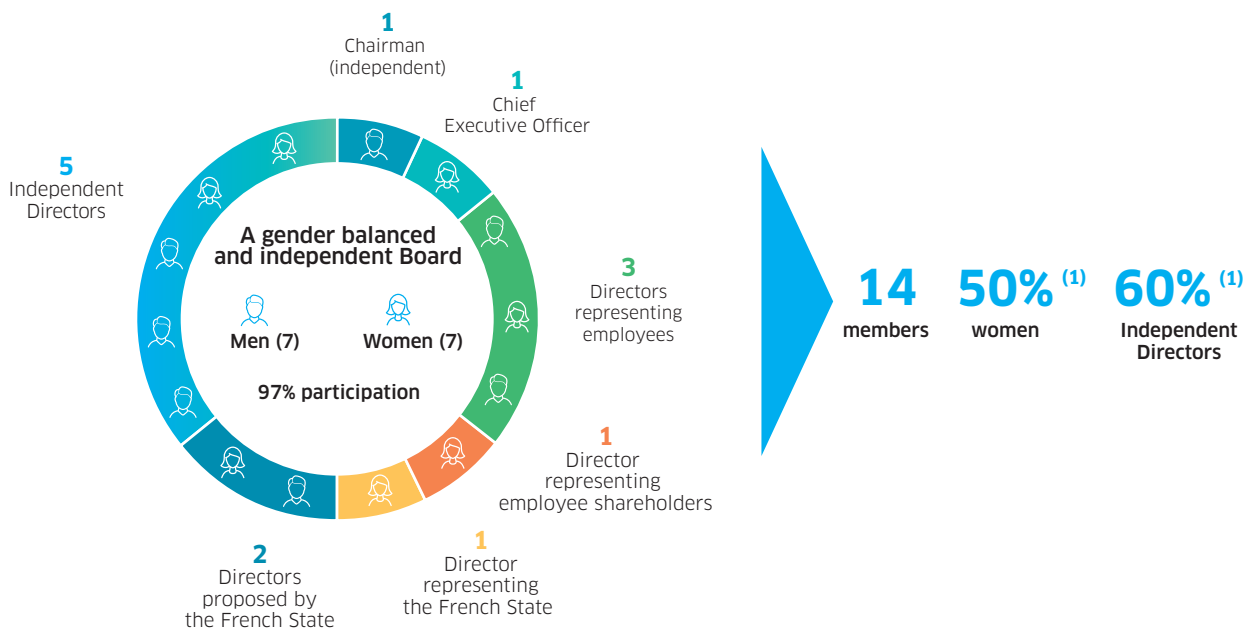 1
Chairman
(independent)
1
Chief
Executive Officer
5
Independent
Directors
A gender balanced
and independent Board
Men (7)
Women (7)
97% participation
3
Directors
representing
employees
1
Director
representing
employee shareholders
1
Director
representing
the French State
2
Directors
proposed by
the French State
14
members
50% (1)
women
60% (1)
Independent
Directors